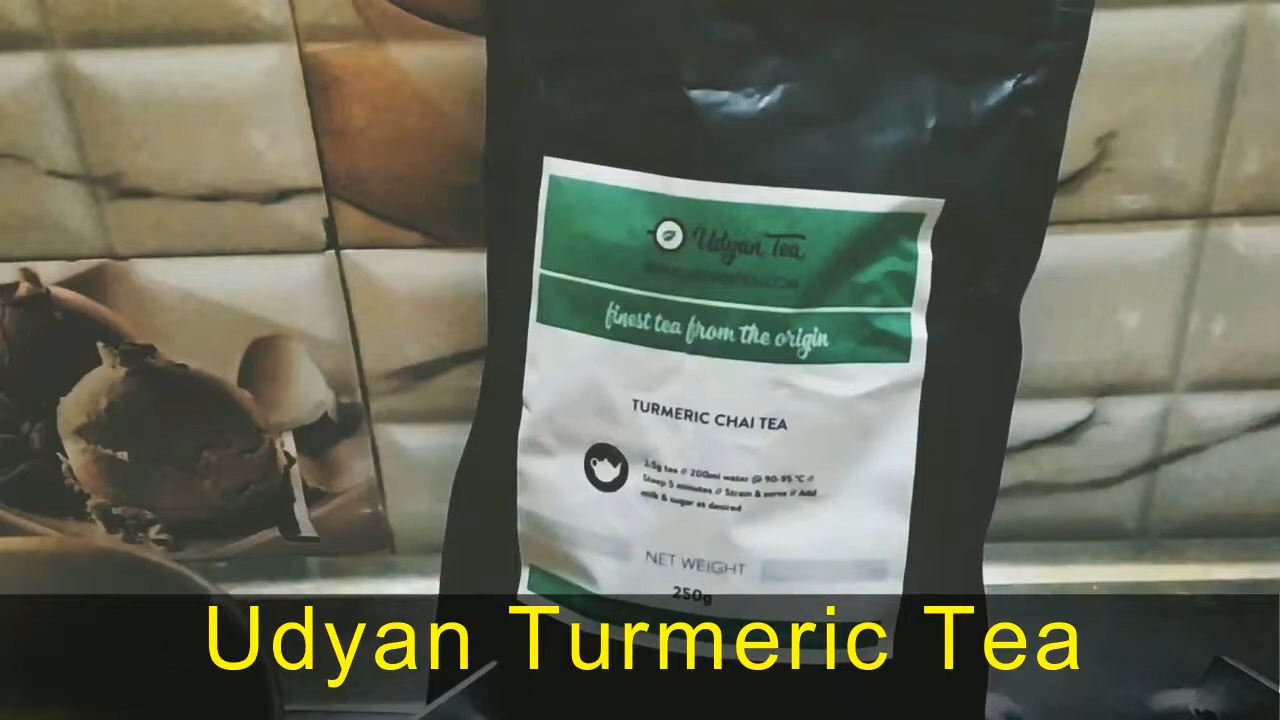 Udyan Tea
finest tea from the origin
TURMERIC CHAI TEA
2.5g tea // 200ml water @ 90-95 °C //
Steep 5 minutes // Strain & serve // Add
milk & sugar as desired
NET WEIGHT
250g
Udyan Turmeric Tea